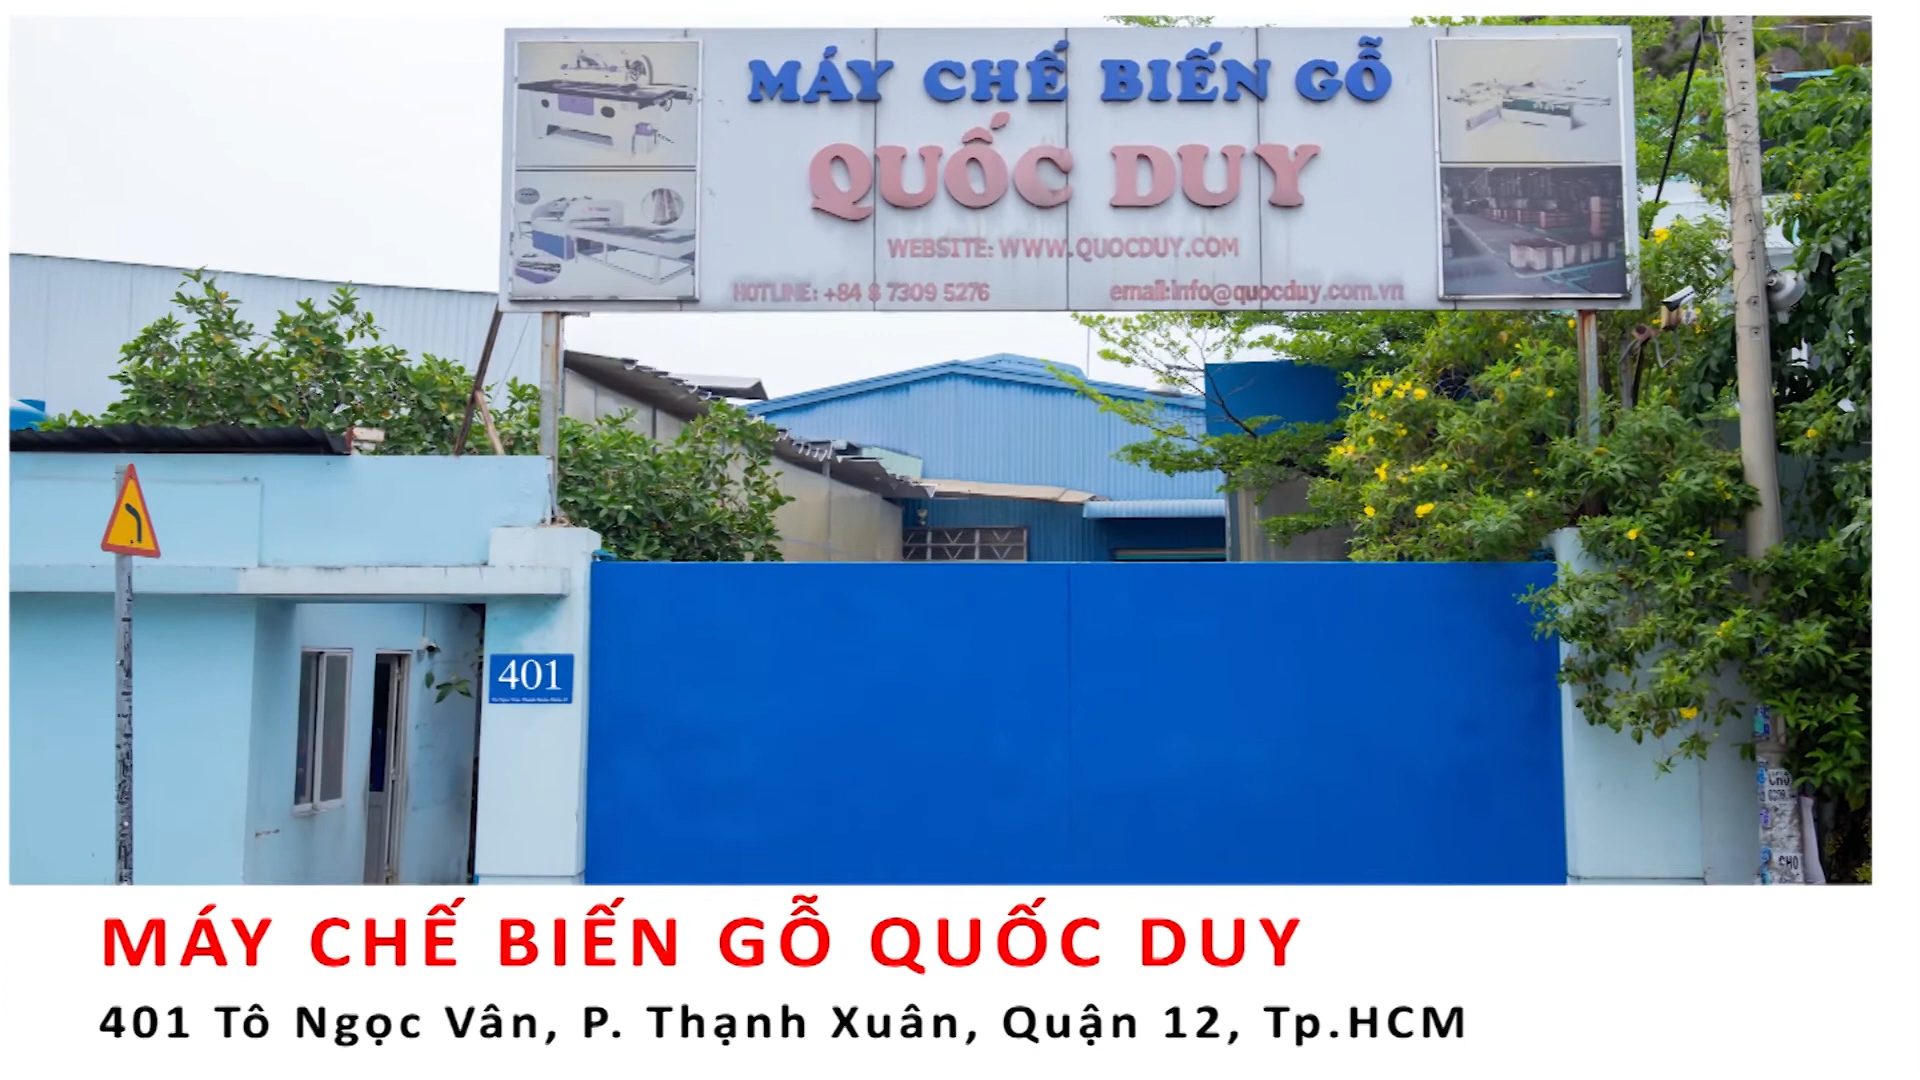 MÁY CHẾ BIẾN GỖ
QUỐC DUY
WEBSITE: WWW.QUOCDUY.COM
HOTLINE: +84 8 7309 5276 email:info@quocduy.com.vn
401
CHO
MÁY CHẾ BIẾN GỖ QUỐC DUY
401 Tô Ngọc Vân, P. Thạnh Xuân, Quận 12, Tp.HCM